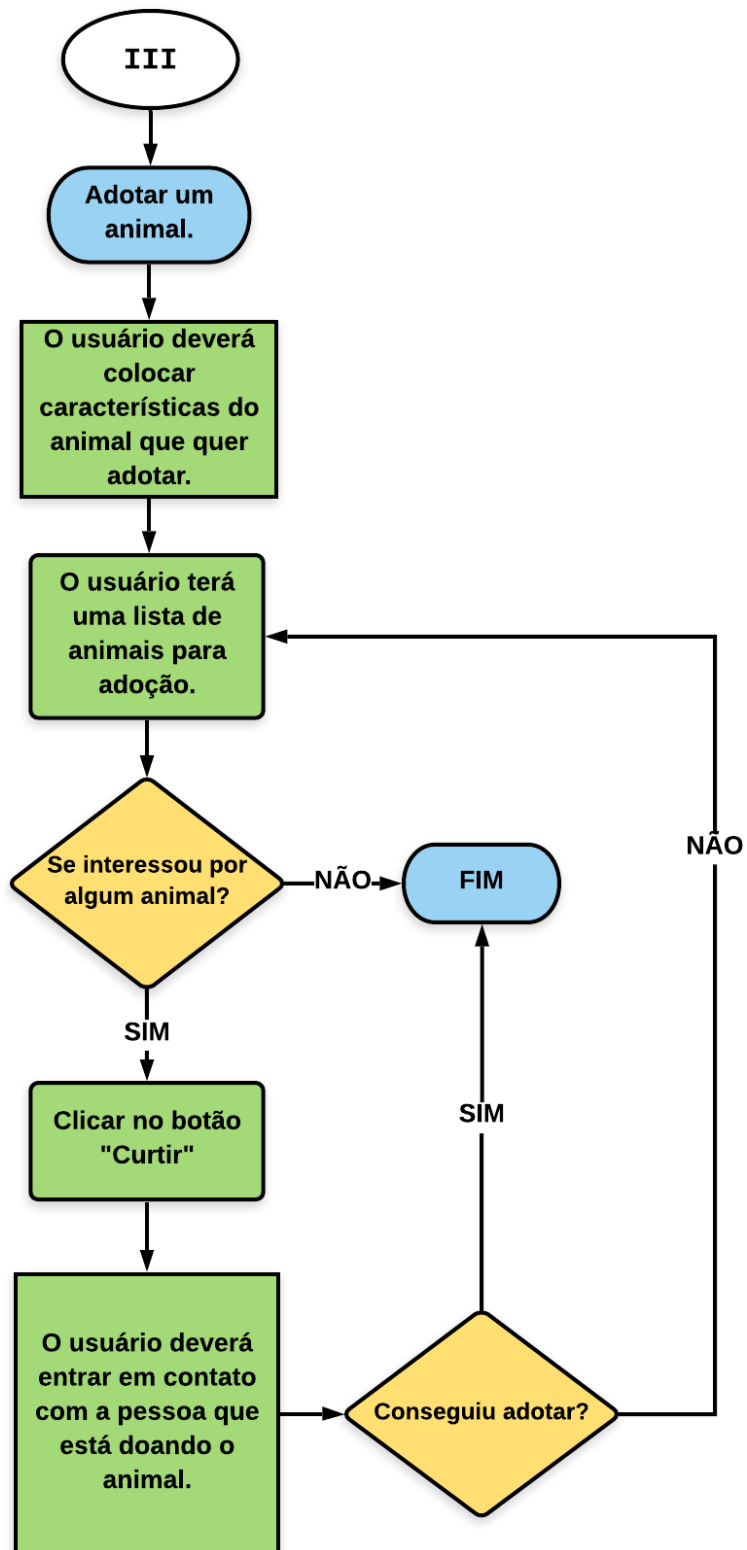 III
Adotar um
animal.
O usuário deverá
colocar
características do
animal que quer
adotar.
O usuário terá
uma lista de
animais para
adoção.
Se interessou por
algum animal?
NÃO
FIM
NÃO
SIM
Clicar no botão
"Curtir"
SIM
O usuário deverá
entrar em contato
com a pessoa que
está doando o
animal.
Conseguiu adotar?